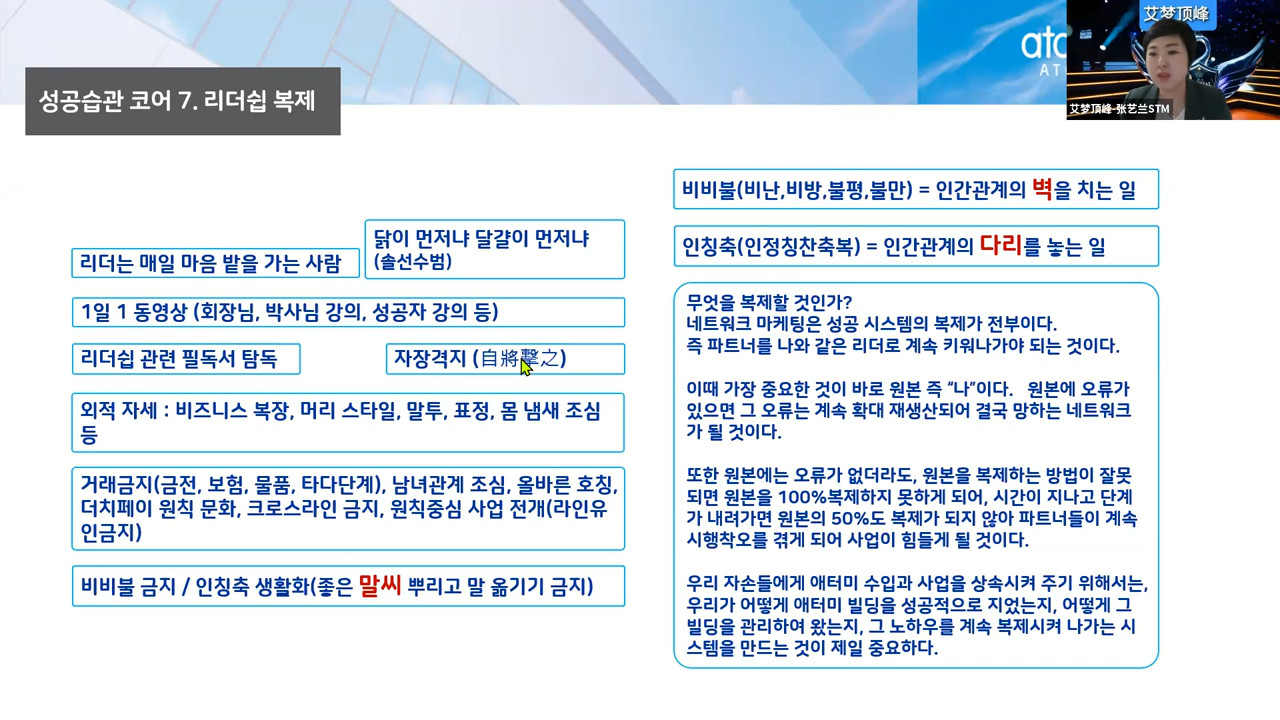 성공습관 코어 7. 리더쉽 복제
艾梦顶峰
AT
艾梦顶峰-张艺兰STM
리더는 매일 마음 밭을 가는 사람
닭이 먼저냐 달걀이 먼저냐
(솔선수범)
1일 1 동영상 (회장님, 박사님 강의, 성공자 강의 등)
리더쉽 관련 필독서 탐독
자장격지 (自將擊之)
외적 자세 : 비즈니스 복장, 머리 스타일, 말투, 표정, 몸 냄새 조심
등
거래금지(금전, 보험, 물품, 타다단계), 남녀관계 조심, 올바른 호칭,
더치페이 원칙 문화, 크로스라인 금지, 원칙중심 사업 전개(라인유
인금지)
비비불 금지 / 인칭축 생활화(좋은 말씨 뿌리고 말 옮기기 금지)
비비불(비난,비방,불평,불만) = 인간관계의 벽을 치는 일
인칭축(인정칭찬축복) = 인간관계의 다리를 놓는 일
무엇을 복제할 것인가?
네트워크 마케팅은 성공 시스템의 복제가 전부이다.
즉 파트너를 나와 같은 리더로 계속 키워나가야 되는 것이다.
이때 가장 중요한 것이 바로 원본 즉 “나”이다. 원본에 오류가
있으면 그 오류는 계속 확대 재생산되어 결국 망하는 네트워크
가 될 것이다.
또한 원본에는 오류가 없더라도, 원본을 복제하는 방법이 잘못
되면 원본을 100%복제하지 못하게 되어, 시간이 지나고 단계
가 내려가면 원본의 50%도 복제가 되지 않아 파트너들이 계속
시행착오를 겪게 되어 사업이 힘들게 될 것이다.
우리 자손들에게 애터미 수입과 사업을 상속시켜 주기 위해서는,
우리가 어떻게 애터미 빌딩을 성공적으로 지었는지, 어떻게 그
빌딩을 관리하여 왔는지, 그 노하우를 계속 복제시켜 나가는 시
스템을 만드는 것이 제일 중요하다.